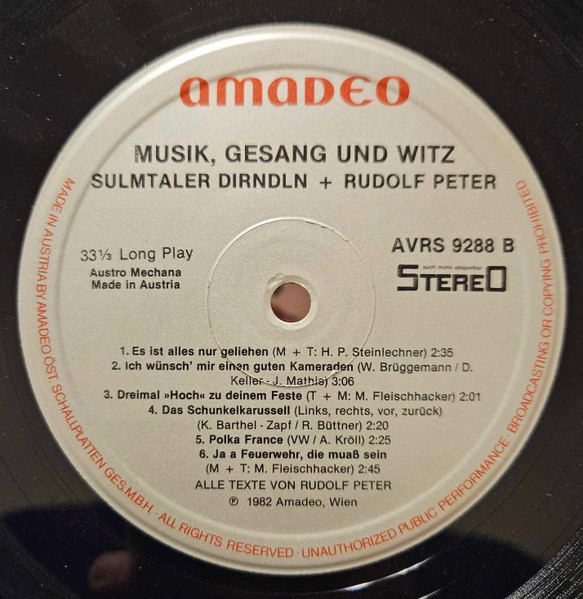 amadeo
MUSIK, GESANG UND WITZ
SULMTALER DIRNDLN + RUDOLF PETER
33⅓ Long Play
Austro Mechana
Made in Austria
AVRS 9288 B
auch mono abspielbar
STEREO
1. Es ist alles nur geliehen (M + T: H. P. Steinlechner) 2:35
2. Ich wünsch' mir einen guten Kameraden (W. Brüggemann / D.
Keller - J. Mathis) 3:06
3. Dreimal »Hoch« zu deinem Feste (T + M: M. Fleischhacker) 2:01
4. Das Schunkelkarussell (Links, rechts, vor, zurück)
(K. Barthel - Zapf / R. Büttner) 2:20
5. Polka France (VW / A. Kröll) 2:25
6. Ja a Feuerwehr, die muaß sein
(M + T: M. Fleischhacker) 2:45
ALLE TEXTE VON RUDOLF PETER
℗ 1982 Amadeo, Wien
MADE IN AUSTRIA BY AMADEO ÖST. SCHALLPLATTEN GES.M.B.H. · ALL RIGHTS RESERVED · UNAUTHORIZED PUBLIC PERFORMANCE, BROADCASTING OR COPYING PROHIBITED